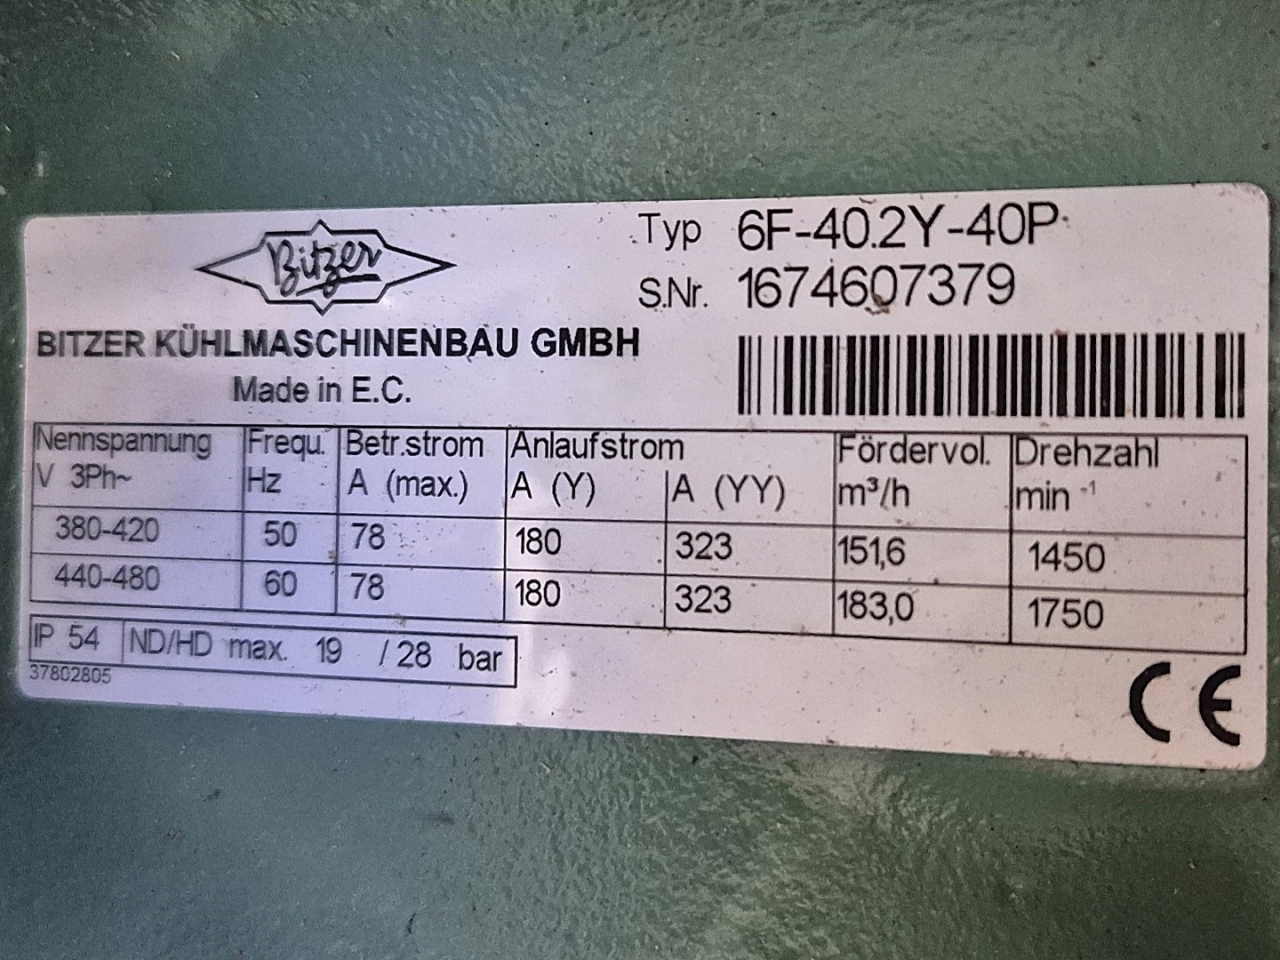 Bitzer
BITZER KÜHLMASCHINENBAU GMBH
Made in E.C.
Typ 6F-40.2Y-40P
S.Nr. 1674607379
Nennspannung Frequ. Betr.strom Anlaufstrom Fördervol. Drehzahl
V 3Ph~ Hz A (max.) A (Y) A (YY) m³/h min -1
380-420 50 78 180 323 151,6 1450
440-480 60 78 180 323 183,0 1750
IP 54 ND/HD max. 19 / 28 bar
37802805
CE